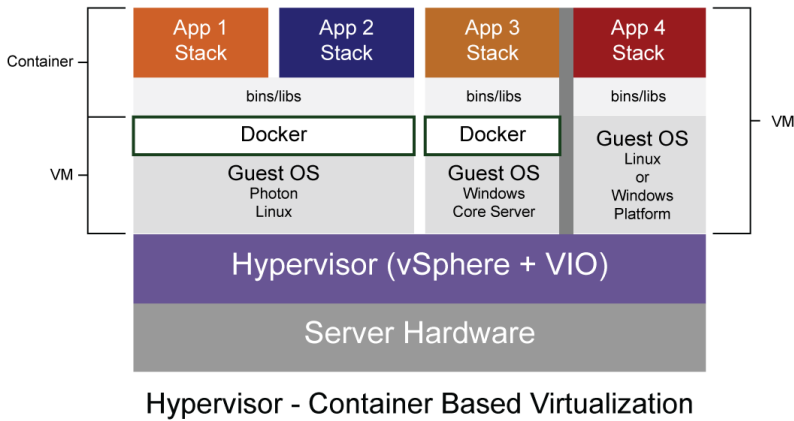 App 1
Stack
App 2
Stack
App 3
Stack
App 4
Stack
Container
bins/libs
bins/libs
bins/libs
VM
Docker
Docker
VM
Guest OS
Photon
Linux
Guest OS
Windows
Core Server
Guest OS
Linux
or
Windows
Platform
Hypervisor (vSphere + VIO)
Server Hardware
Hypervisor - Container Based Virtualization